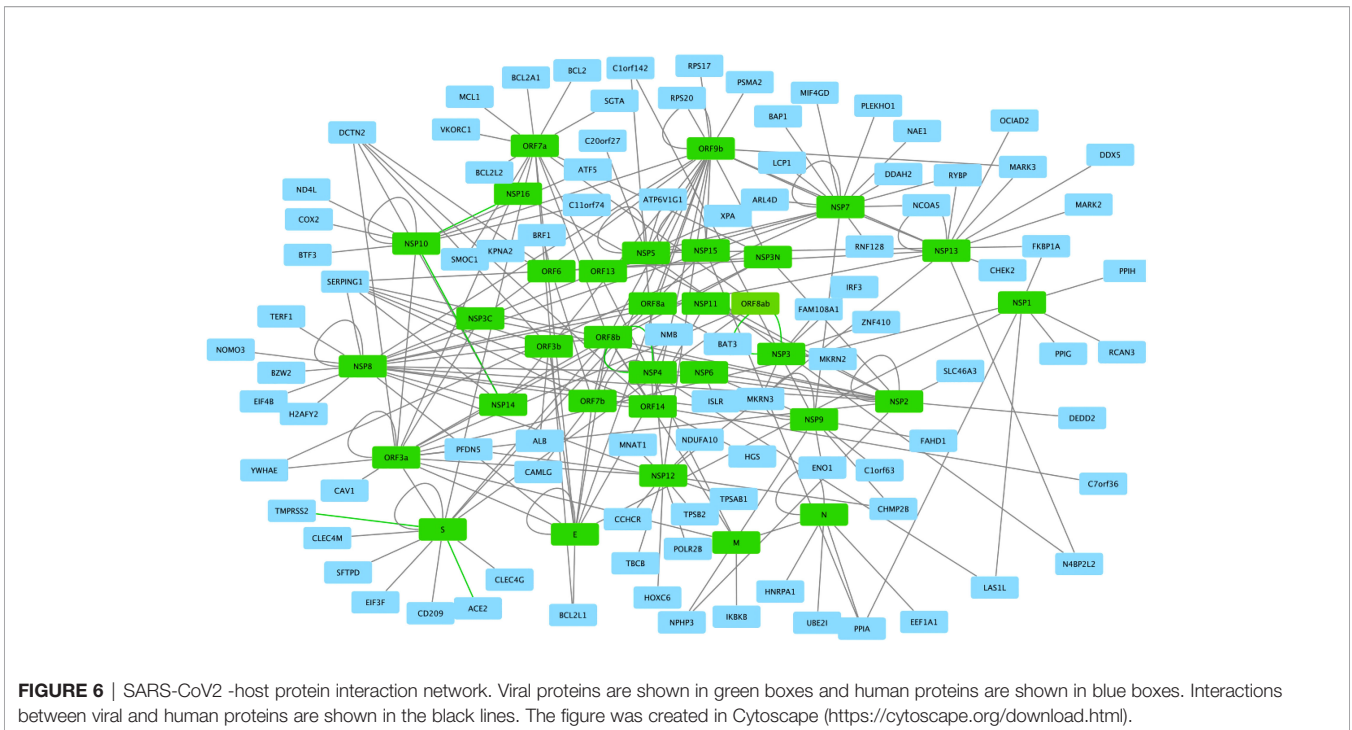 C1orf142
RPS17
BCL2
BCL2A1
PSMA2
MIF4GD
MCL1
SGTA
RPS20
PLEKHO1
BAP1
OCIAD2
DCTN2
VKORC1
C20orf27
NAE1
ORF7a
ORF9b
DDX5
LCP1
MARK3
BCL2L2
ATF5
DDAH2
RYBP
ND4L
NSP16
ATP6V1G1
ARL4D
NSP7
NCOA5
MARK2
COX2
C11orf74
XPA
BRF1
NSP10
RNF128
NSP13
FKBP1A
BTF3
SMOC1
KPNA2
NSP5
NSP15
NSP3N
ORF6
ORF13
CHEK2
PPIH
SERPING1
IRF3
ORF8a
NSP11
ORF8ab
NSP1
FAM108A1
TERF1
NSP3C
ZNF410
ORF8b
NMB
BAT3
NOMO3
ORF3b
NSP3
MKRN2
PPIG
RCAN3
BZW2
NSP8
NSP4
NSP6
SLC46A3
EIF4B
H2AFY2
NSP14
ORF7b
ORF14
ISLR
MKRN3
NSP2
NSP9
DEDD2
ALB
MNAT1
NDUFA10
FAHD1
YWHAE
ORF3a
PFDN5
HGS
CAMLG
NSP12
ENO1
C1orf63
CAV1
C7orf36
TMPRSS2
TPSAB1
CHMP2B
CLEC4M
S
E
CCHCR
TPSB2
N
M
POLR2B
SFTPD
CLEC4G
TBCB
N4BP2L2
EIF3F
HOXC6
HNRPA1
LAS1L
CD209
ACE2
BCL2L1
NPHP3
IKBKB
UBE2I
PPIA
EEF1A1
FIGURE 6 | SARS-CoV2 -host protein interaction network. Viral proteins are shown in green boxes and human proteins are shown in blue boxes. Interactions
between viral and human proteins are shown in the black lines. The figure was created in Cytoscape (https://cytoscape.org/download.html).